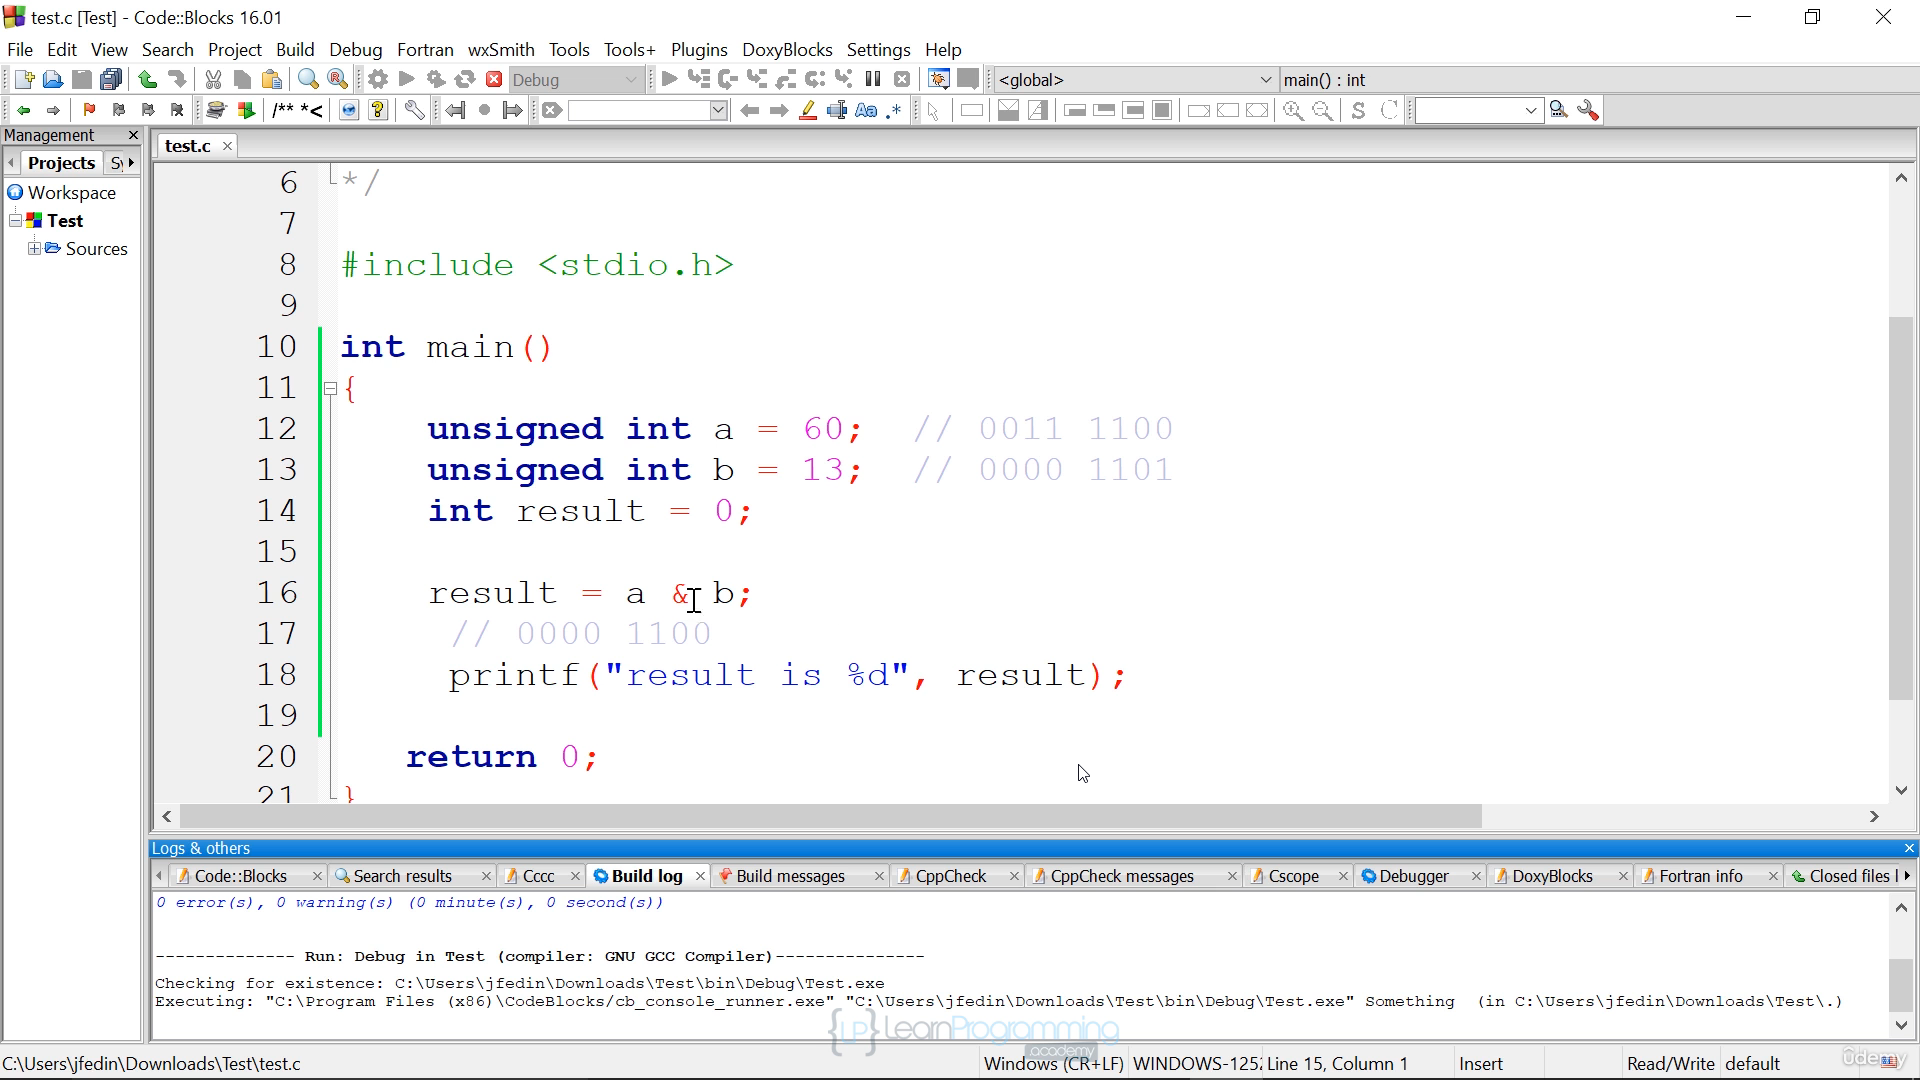 test.c [Test] - Code::Blocks 16.01
File Edit View Search Project Build Debug Fortran wxSmith Tools Tools+ Plugins DoxyBlocks Settings Help
Debug <global> main() : int
/** *<
Management
test.c
Projects Sy
Workspace
Test
Sources
6 */
7
8 #include <stdio.h>
9
10 int main()
11 {
12 unsigned int a = 60; // 0011 1100
13 unsigned int b = 13; // 0000 1101
14 int result = 0;
15
16 result = a & b;
17 // 0000 1100
18 printf("result is %d", result);
19
20 return 0;
21 }
Logs & others
Code::Blocks Search results Cccc Build log Build messages CppCheck CppCheck messages Cscope Debugger DoxyBlocks Fortran info Closed files l
0 error(s), 0 warning(s) (0 minute(s), 0 second(s))
-------------- Run: Debug in Test (compiler: GNU GCC Compiler)---------------
Checking for existence: C:\Users\jfedin\Downloads\Test\bin\Debug\Test.exe
Executing: "C:\Program Files (x86)\CodeBlocks/cb_console_runner.exe" "C:\Users\jfedin\Downloads\Test\bin\Debug\Test.exe" Something (in C:\Users\jfedin\Downloads\Test\.)
{LP} LearnProgramming
academy
C:\Users\jfedin\Downloads\Test\test.c Windows (CR+LF) WINDOWS-1252 Line 15, Column 1 Insert Read/Write default
ûdemy